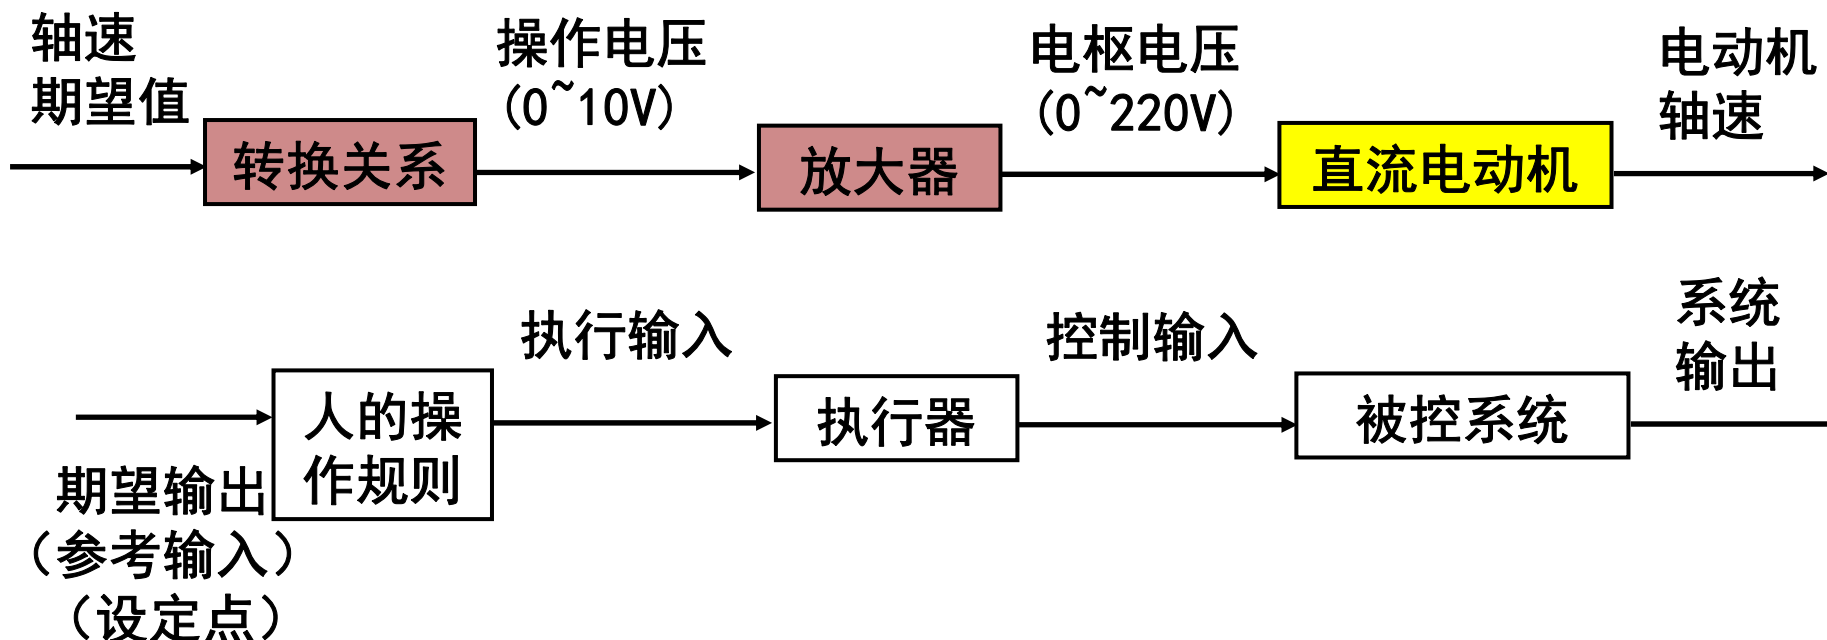 轴速
期望值
转换关系
操作电压
(0~10V)
放大器
电枢电压
(0~220V)
直流电动机
电动机
轴速
期望输出
（参考输入）
（设定点）
人的操
作规则
执行输入
执行器
控制输入
被控系统
系统
输出